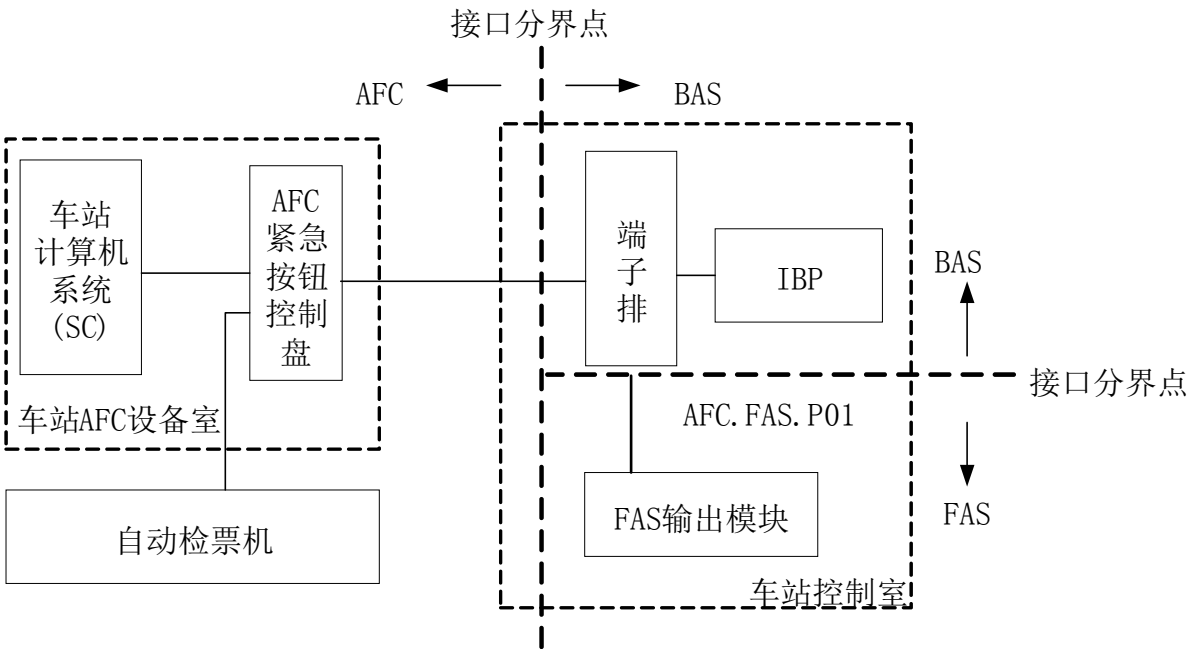 接口分界点
AFC
BAS
车站
计算机
系统
(SC)
AFC
紧急
按钮
控制
盘
端
子
排
IBP
BAS
接口分界点
车站AFC设备室
AFC.FAS.P01
FAS输出模块
FAS
自动检票机
车站控制室